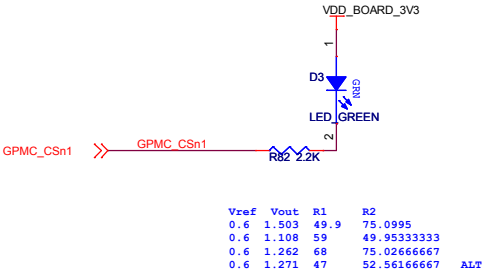 VDD_BOARD_3V3
1
D3
GRN
LED_GREEN
2
GPMC_CSn1
GPMC_CSn1
R82 2.2K
Vref Vout R1 R2
0.6 1.503 49.9 75.0995
0.6 1.108 59 49.95333333
0.6 1.262 68 75.02666667
0.6 1.271 47 52.56166667 ALT